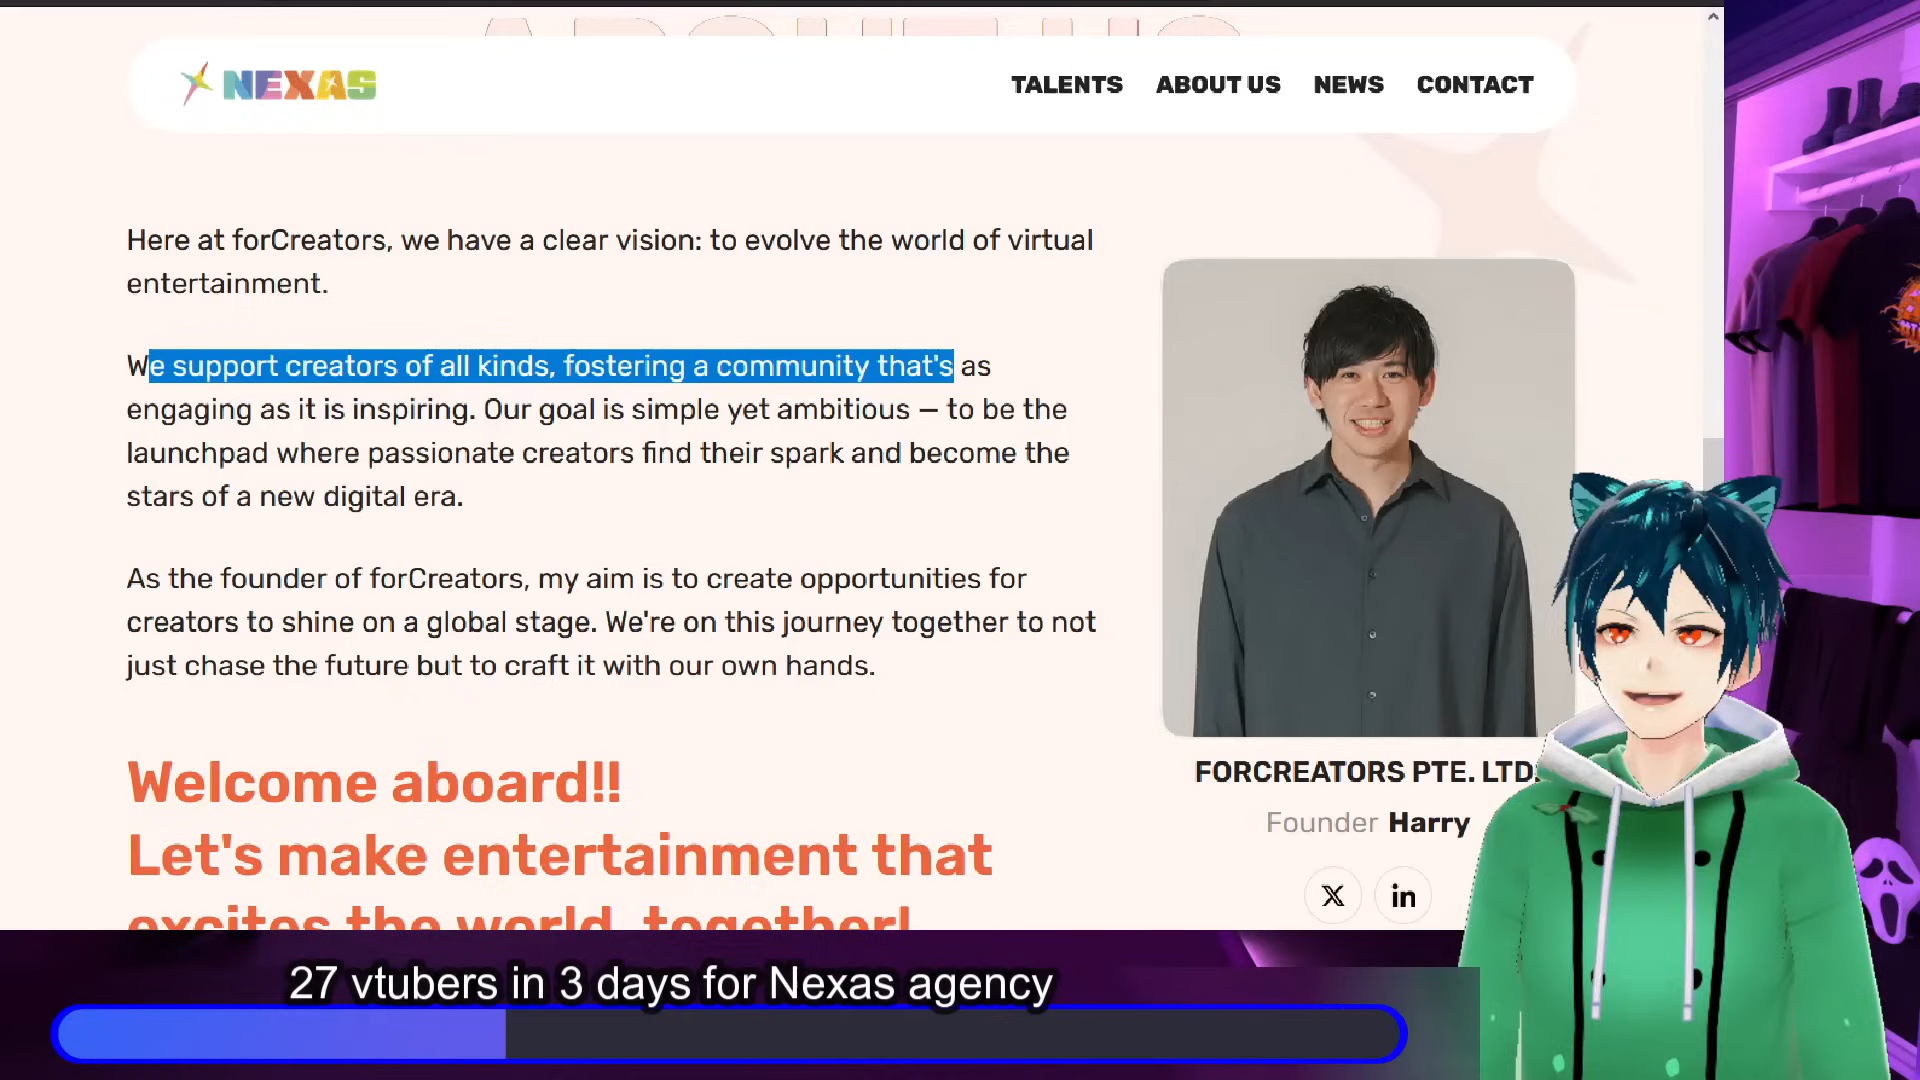 ABOUT US
NEXAS
TALENTS ABOUT US NEWS CONTACT
Here at forCreators, we have a clear vision: to evolve the world of virtual
entertainment.
We support creators of all kinds, fostering a community that's as
engaging as it is inspiring. Our goal is simple yet ambitious — to be the
launchpad where passionate creators find their spark and become the
stars of a new digital era.
As the founder of forCreators, my aim is to create opportunities for
creators to shine on a global stage. We're on this journey together to not
just chase the future but to craft it with our own hands.
FORCREATORS PTE. LTD.
Founder Harry
X in
Welcome aboard!!
Let's make entertainment that
excites the world, together!
27 vtubers in 3 days for Nexas agency